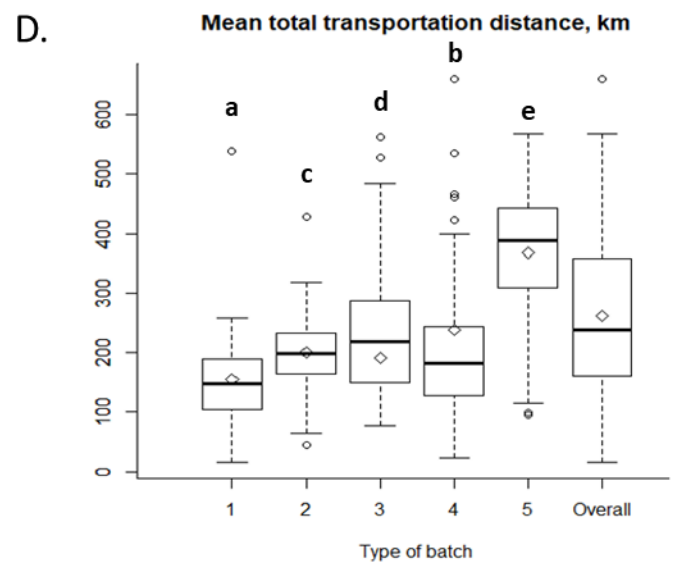 D.
Mean total transportation distance, km
b
a
d
e
c
600
500
400
300
200
100
0
1 2 3 4 5 Overall
Type of batch